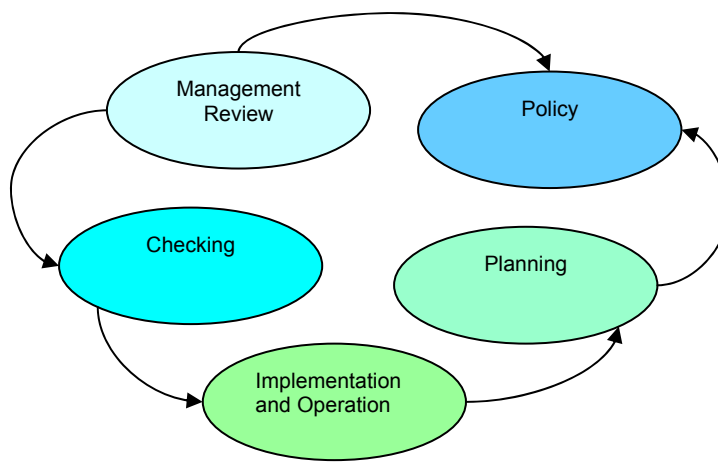 Management
Review
Policy
Checking
Planning
Implementation
and Operation